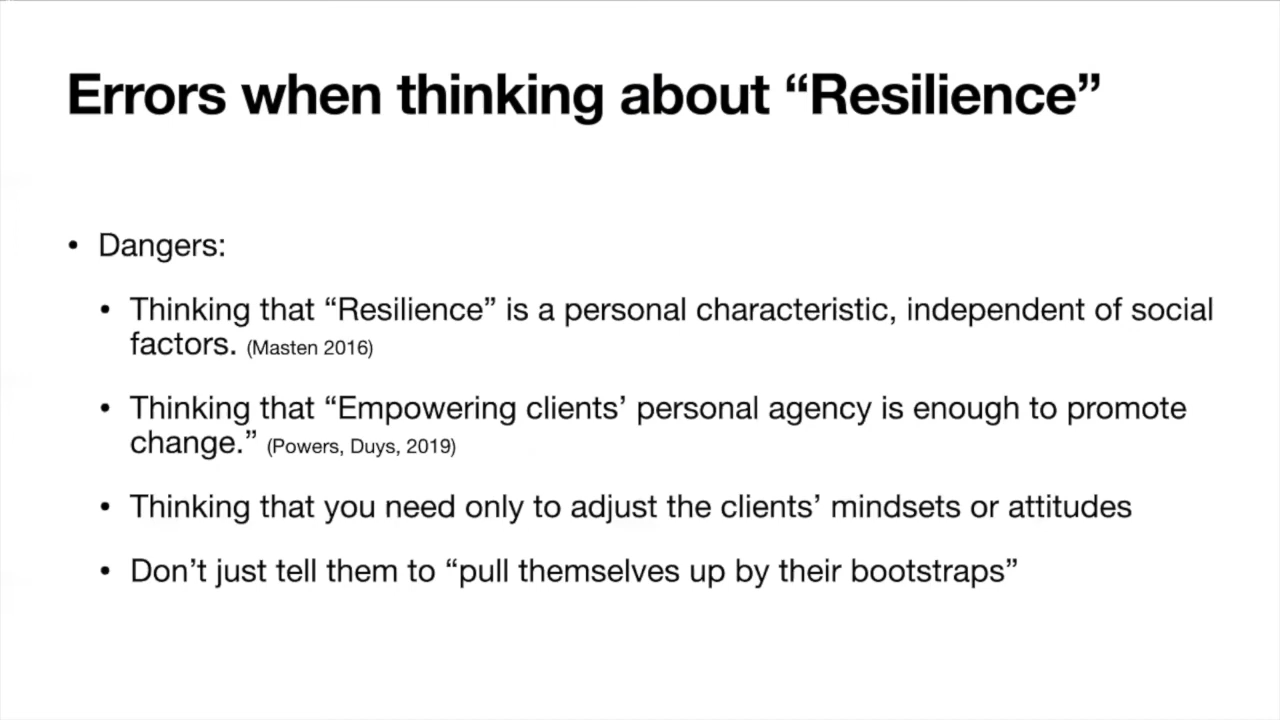 Errors when thinking about “Resilience”
• Dangers:
• Thinking that “Resilience” is a personal characteristic, independent of social
factors. (Masten 2016)
• Thinking that “Empowering clients’ personal agency is enough to promote
change.” (Powers, Duys, 2019)
• Thinking that you need only to adjust the clients’ mindsets or attitudes
• Don’t just tell them to “pull themselves up by their bootstraps”